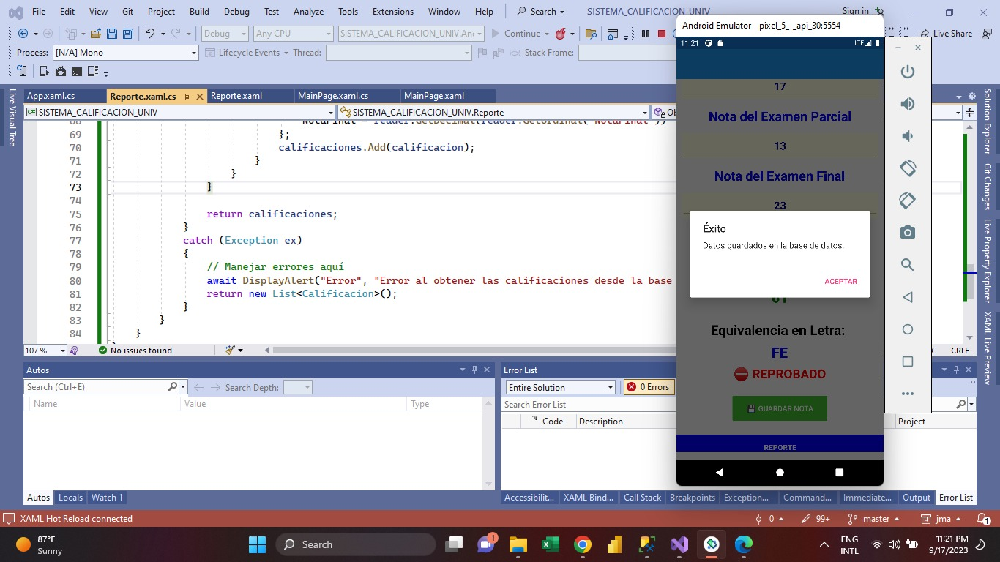 File Edit View Git Project Build Debug Test Analyze Tools Extensions Window Help Search SISTEMA_CALIFICACION_UNIV Sign in
Debug Any CPU SISTEMA_CALIFICACION_UNIV.An Continue Live Share
Process: [N/A] Mono Lifecycle Events Thread: Stack Frame:
App.xaml.cs Reporte.xaml.cs Reporte.xaml MainPage.xaml.cs MainPage.xaml
SISTEMA_CALIFICACION_UNIV SISTEMA_CALIFICACION_UNIV.Reporte
68 NotaFinal = reader.GetDecimal(reader.GetOrdinal("NotaFinal"))
69 };
70 calificaciones.Add(calificacion);
71 }
72 }
73 }
74
75 return calificaciones;
76 }
77 catch (Exception ex)
78 {
79 // Manejar errores aquí
80 await DisplayAlert("Error", "Error al obtener las calificaciones desde la base
81 return new List<Calificacion>();
82 }
83 }
84 }
107 % No issues found CRLF
Live Visual Tree
Solution Explorer
Git Changes
Live Property Explorer
XAML Live Preview
Android Emulator - pixel_5_-_api_30:5554
11:21 LTE
17
Nota del Examen Parcial
13
Nota del Examen Final
23
Éxito
Datos guardados en la base de datos.
ACEPTAR
Equivalencia en Letra:
FE
REPROBADO
GUARDAR NOTA
REPORTE
Autos
Search (Ctrl+E) Search Depth:
Name Value Type
Autos Locals Watch 1
Error List
Entire Solution 0 Errors
Search Error List
Code Description Project
Accessibilit... XAML Bind... Call Stack Breakpoints Exception... Command... Immediate... Output Error List
XAML Hot Reload connected 0 99+ master jma 1
87°F
Sunny
Search
1
ENG
INTL
11:21 PM
9/17/2023